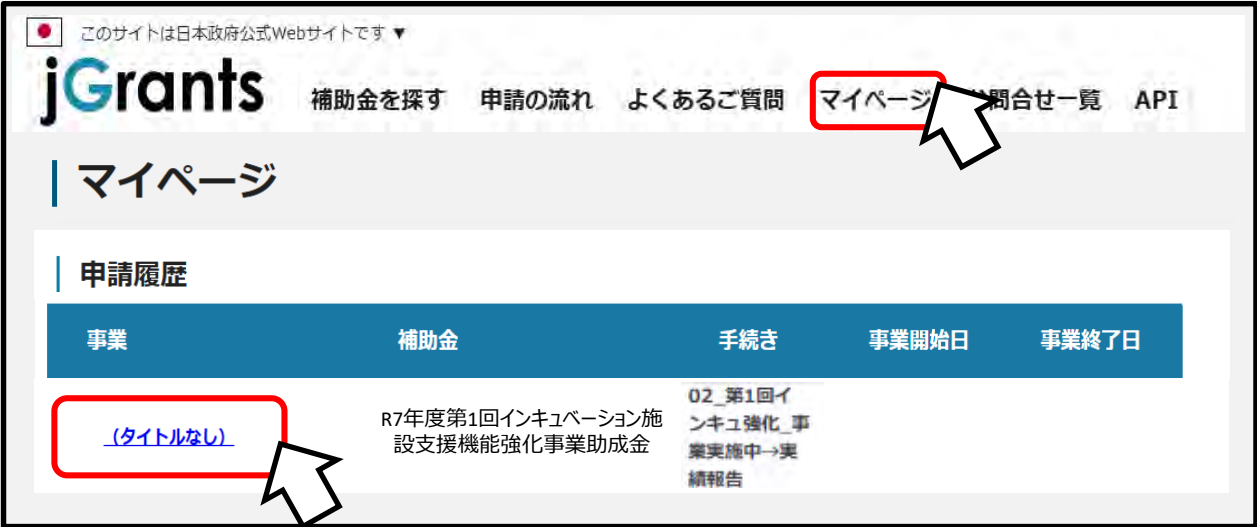 このサイトは日本政府公式Webサイトです ▼
jGrants 補助金を探す 申請の流れ よくあるご質問 マイページ 問合せ一覧 API
マイページ
申請履歴
事業 補助金 手続き 事業開始日 事業終了日
(タイトルなし)
R7年度第1回インキュベーション施
設支援機能強化事業助成金
02_第1回イ
ンキュ強化_事
業実施中→実
績報告